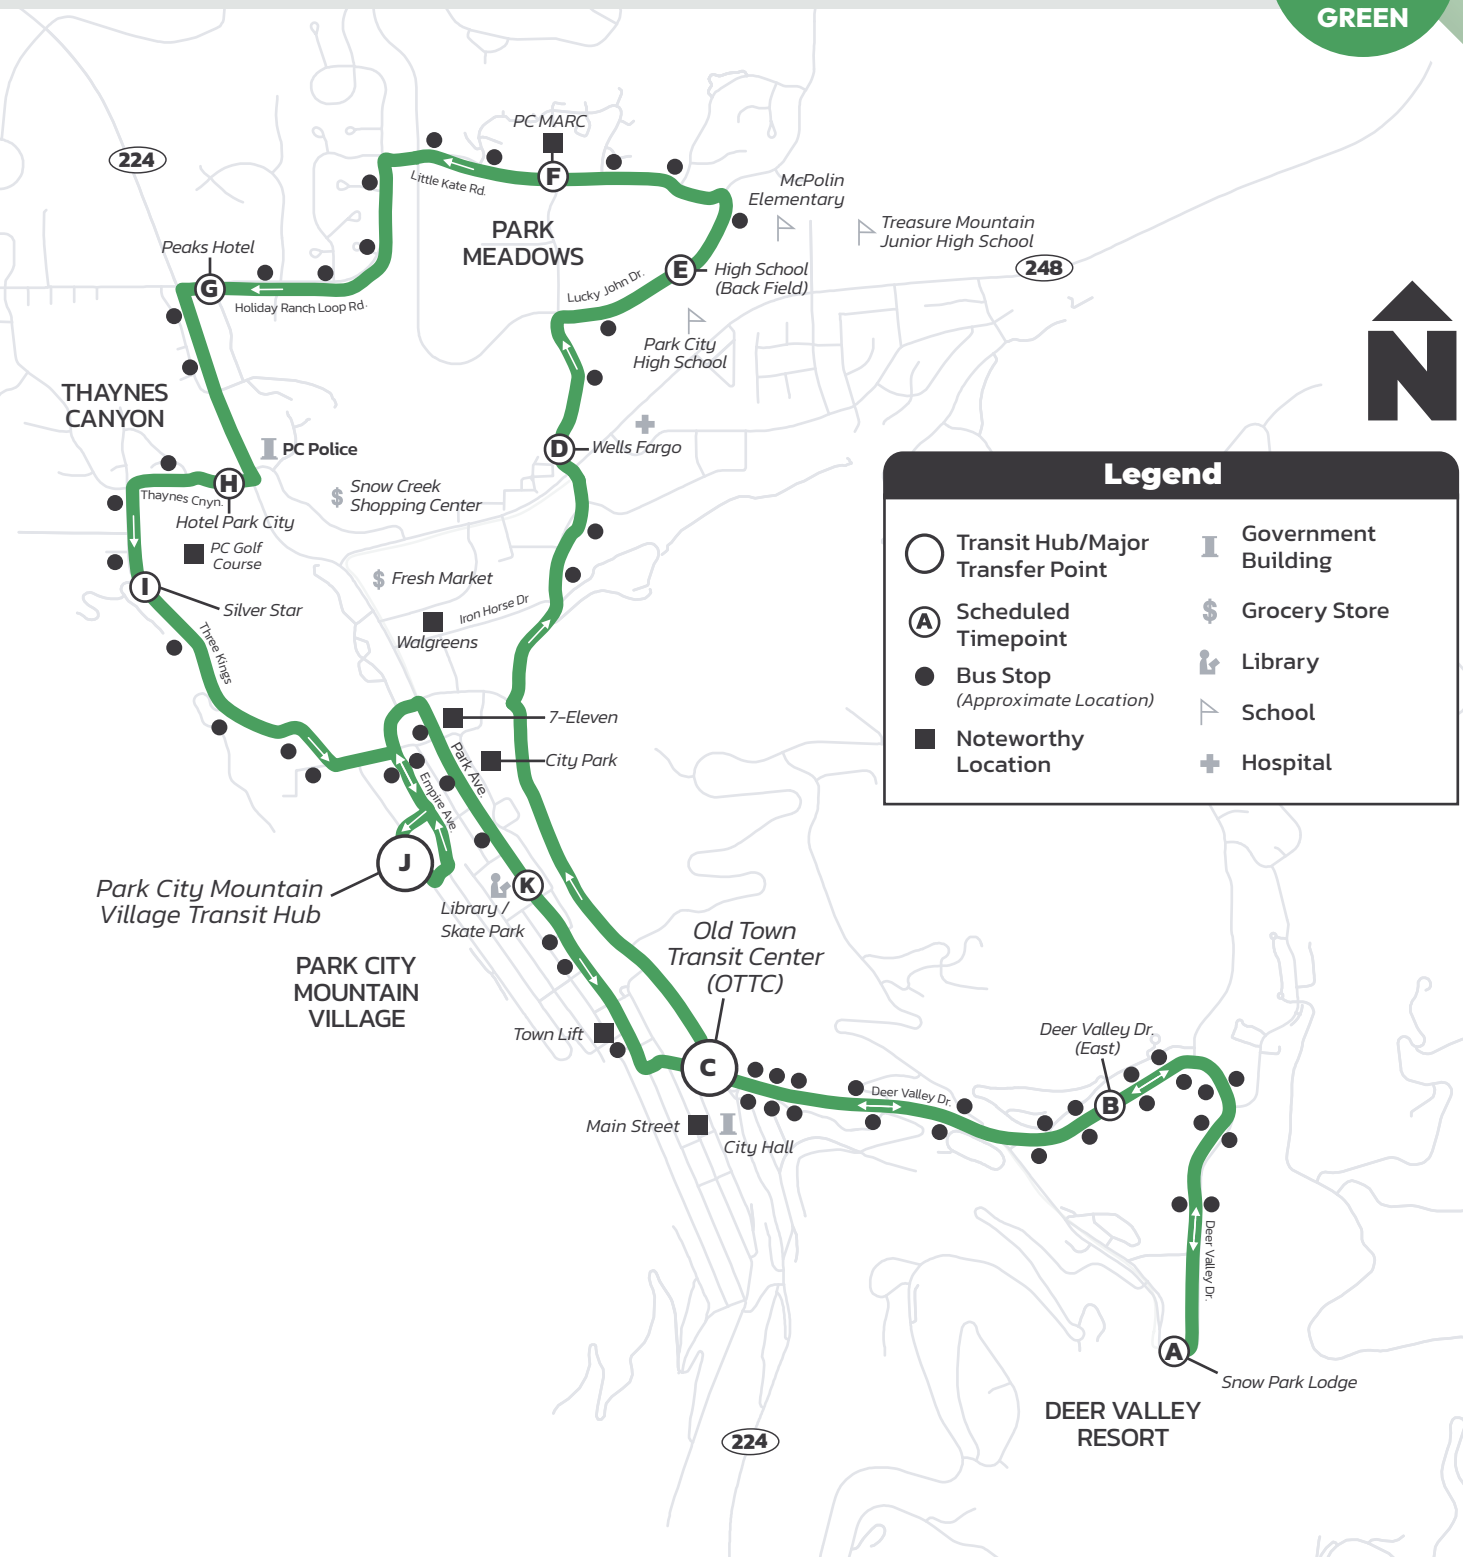 GREEN
PC MARC
224
F
Little Kate Rd.
McPolin
Elementary
PARK
MEADOWS
Treasure Mountain
Junior High School
Peaks Hotel
248
E
High School
(Back Field)
G
Lucky John Dr.
Holiday Ranch Loop Rd.
Park City
High School
N
THAYNES
CANYON
D
Wells Fargo
PC Police
Legend
H
Thaynes Cnyn.
Snow Creek
Shopping Center
Hotel Park City
PC Golf
Course
Transit Hub/Major
Transfer Point
Government
Building
I
Fresh Market
Silver Star
Iron Horse Dr
A
Scheduled
Timepoint
Grocery Store
Walgreens
Three Kings
Library
Bus Stop
(Approximate Location)
School
7-Eleven
Noteworthy
Location
Park Ave.
City Park
Hospital
Empire Ave.
J
Park City Mountain
Village Transit Hub
K
Library /
Skate Park
Old Town
Transit Center
(OTTC)
PARK CITY
MOUNTAIN
VILLAGE
Town Lift
Deer Valley Dr.
(East)
C
Deer Valley Dr.
B
Main Street
City Hall
Deer Valley Dr.
A
Snow Park Lodge
DEER VALLEY
RESORT
224